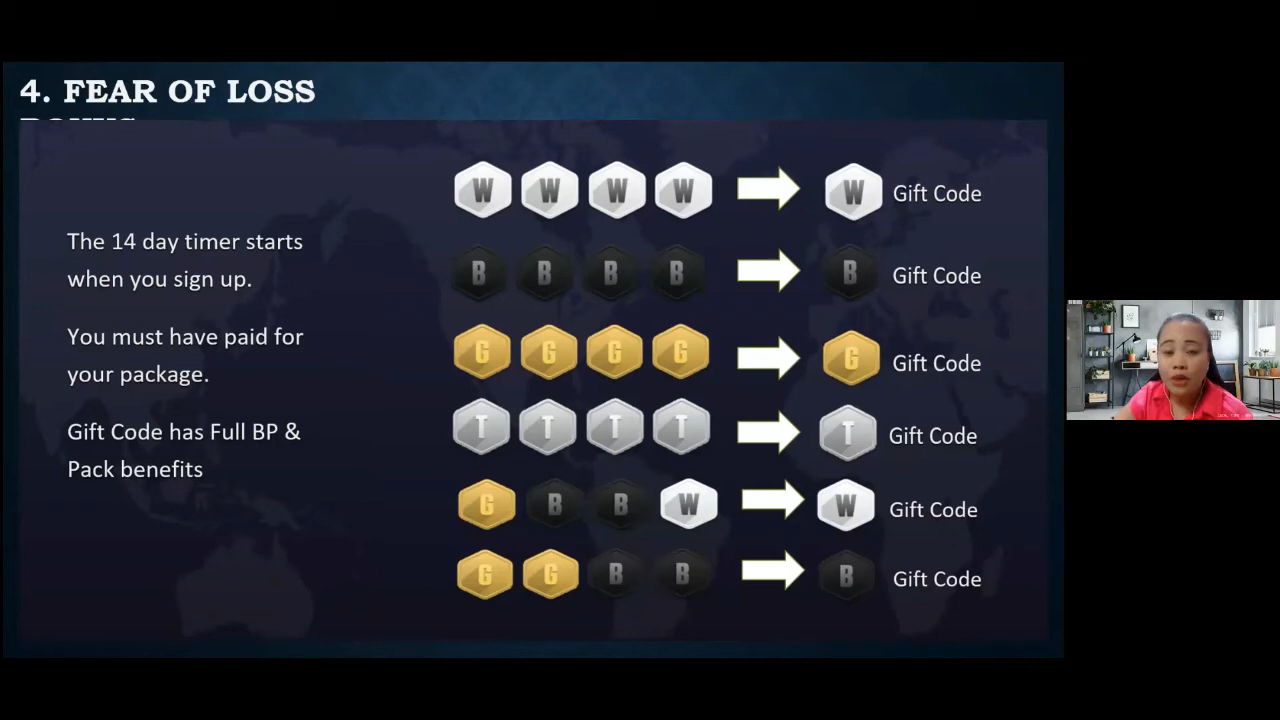 4. FEAR OF LOSS
The 14 day timer starts
when you sign up.
You must have paid for
your package.
Gift Code has Full BP &
Pack benefits
W W W W W Gift Code
B B B B B Gift Code
G G G G G Gift Code
T T T T T Gift Code
G B B W W Gift Code
G G B B B Gift Code